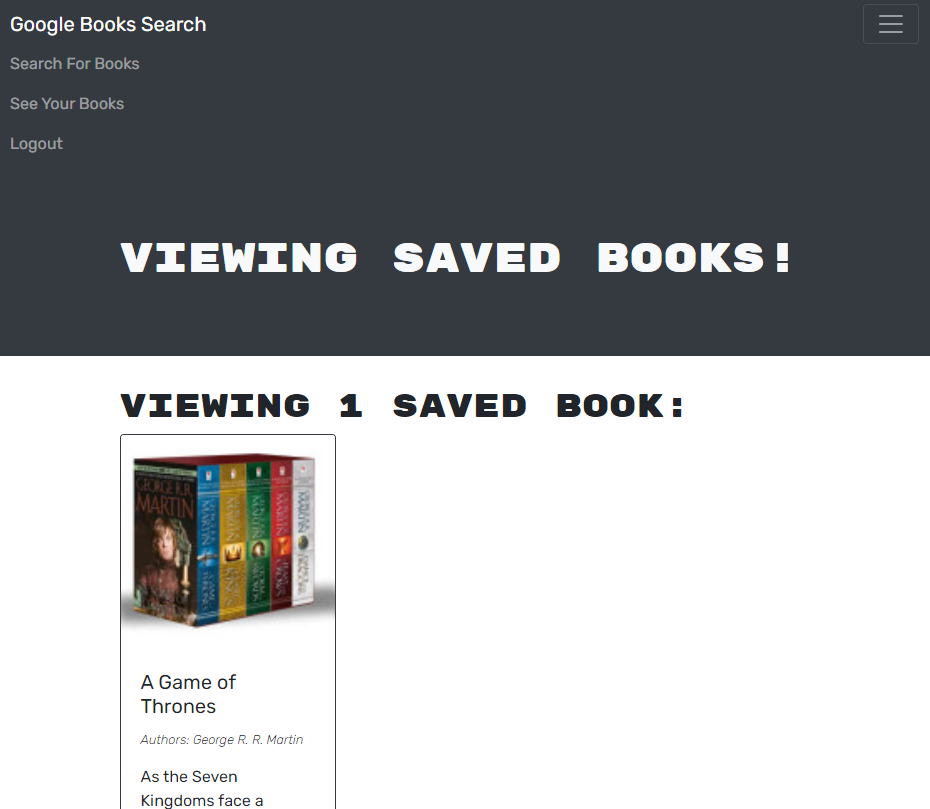 Google Books Search
Search For Books
See Your Books
Logout
VIEWING SAVED BOOKS!
VIEWING 1 SAVED BOOK:
GEORGE R.R.
MARTIN
A Game of
Thrones
Authors: George R. R. Martin
As the Seven
Kingdoms face a